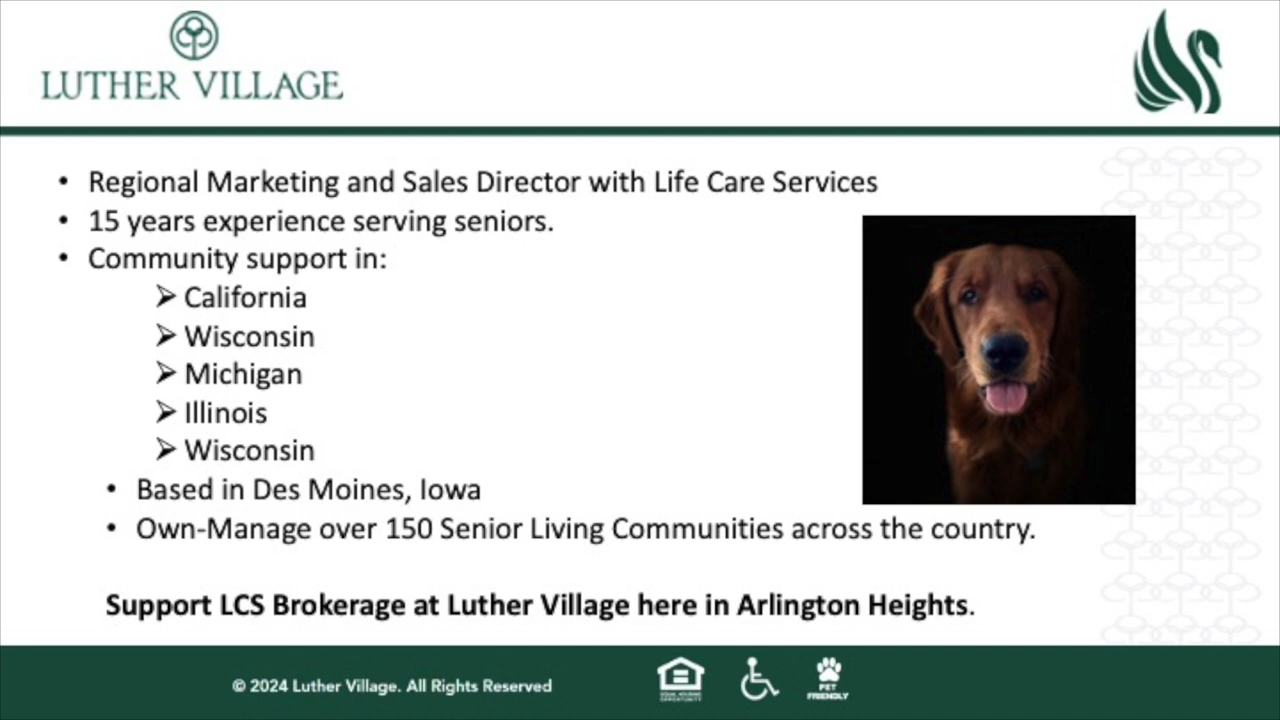 LUTHER VILLAGE
• Regional Marketing and Sales Director with Life Care Services
• 15 years experience serving seniors.
• Community support in:
➢ California
➢ Wisconsin
➢ Michigan
➢ Illinois
➢ Wisconsin
• Based in Des Moines, Iowa
• Own-Manage over 150 Senior Living Communities across the country.
Support LCS Brokerage at Luther Village here in Arlington Heights.
© 2024 Luther Village. All Rights Reserved
EQUAL HOUSING
OPPORTUNITY
PET
FRIENDLY